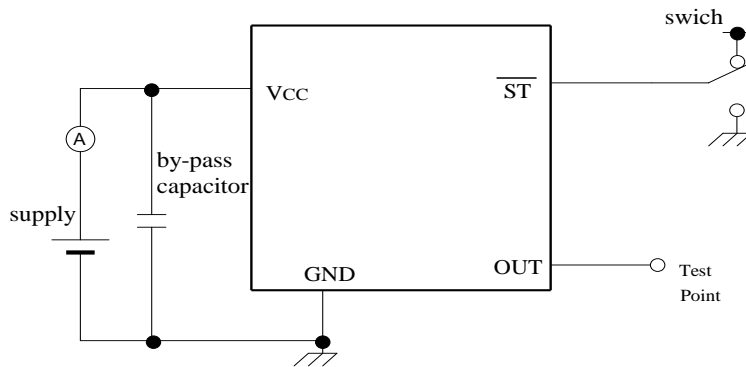 swich
VCC
ST
A
by-pass
capacitor
supply
GND
OUT
Test
Point